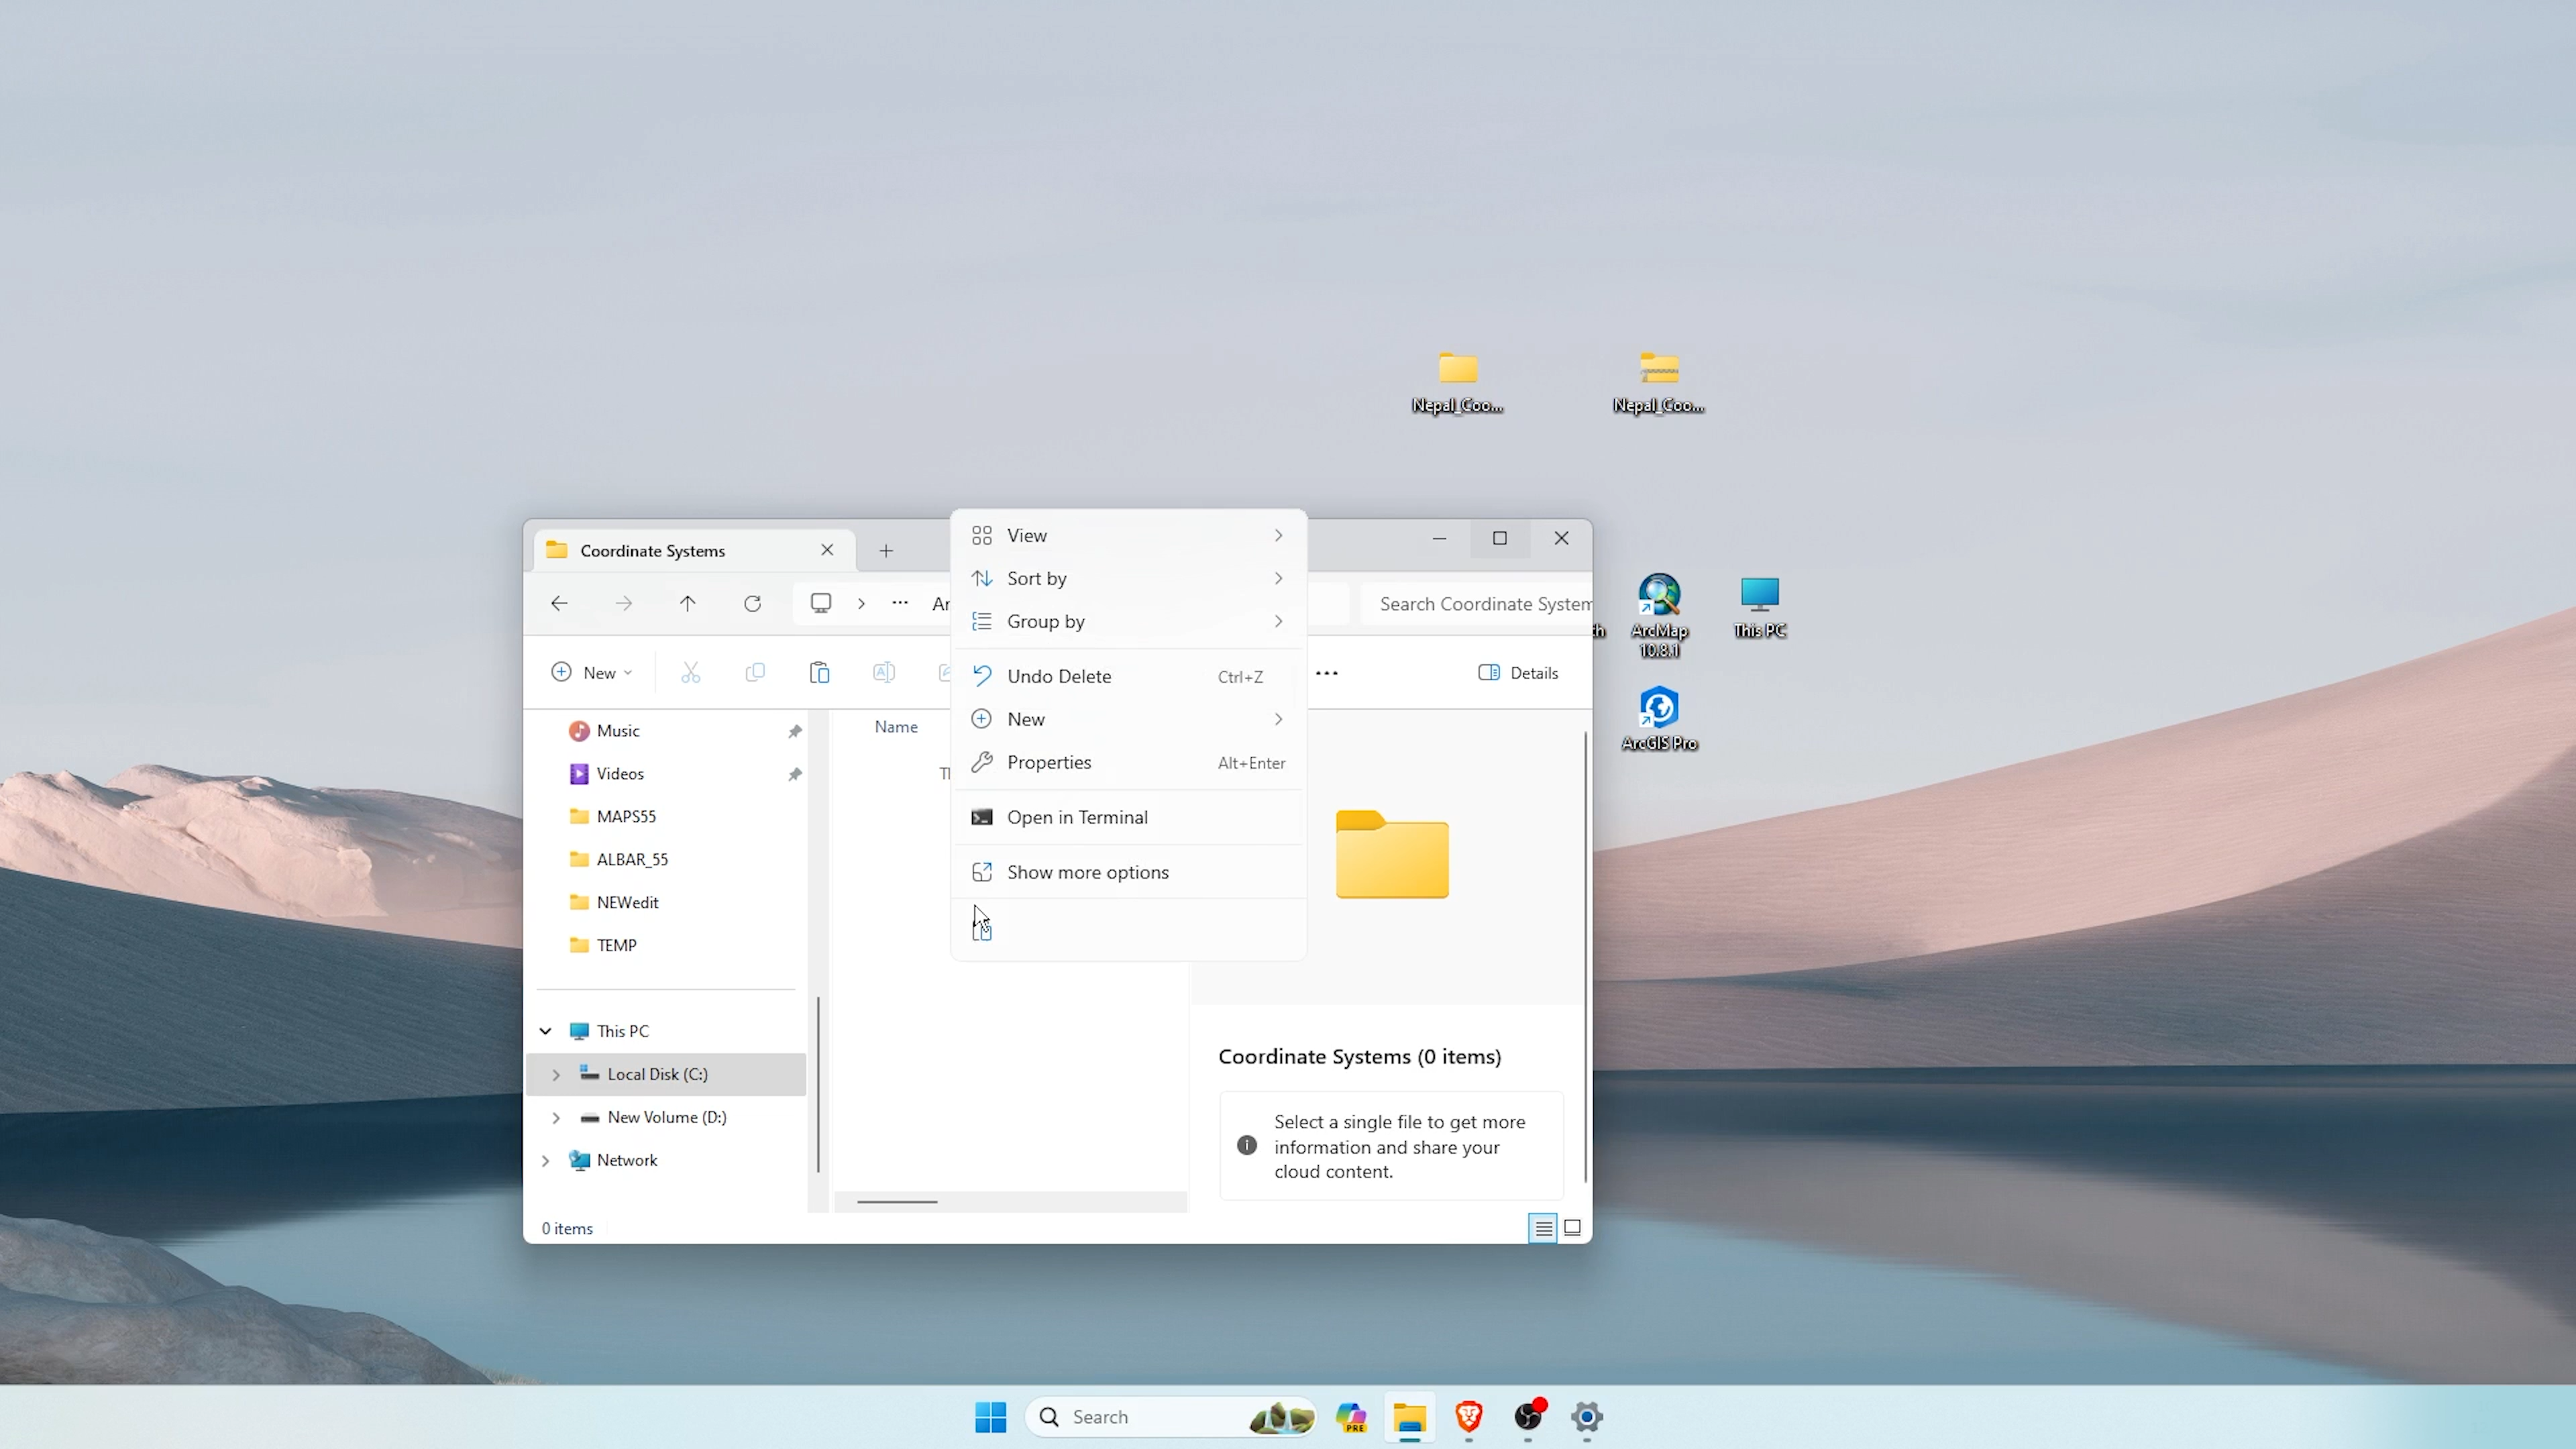 Nepal_Coo...
Nepal_Coo...
Coordinate Systems
Search Coordinate System
New
Details
Music
Videos
MAPS55
ALBAR_55
NEWedit
TEMP
This PC
Local Disk (C:)
New Volume (D:)
Network
0 items
Name
View
Sort by
Group by
Undo Delete Ctrl+Z
New
Properties Alt+Enter
Open in Terminal
Show more options
Coordinate Systems (0 items)
Select a single file to get more
information and share your
cloud content.
ArcMap
10.8.1
This PC
ArcGIS Pro
Search
PRE